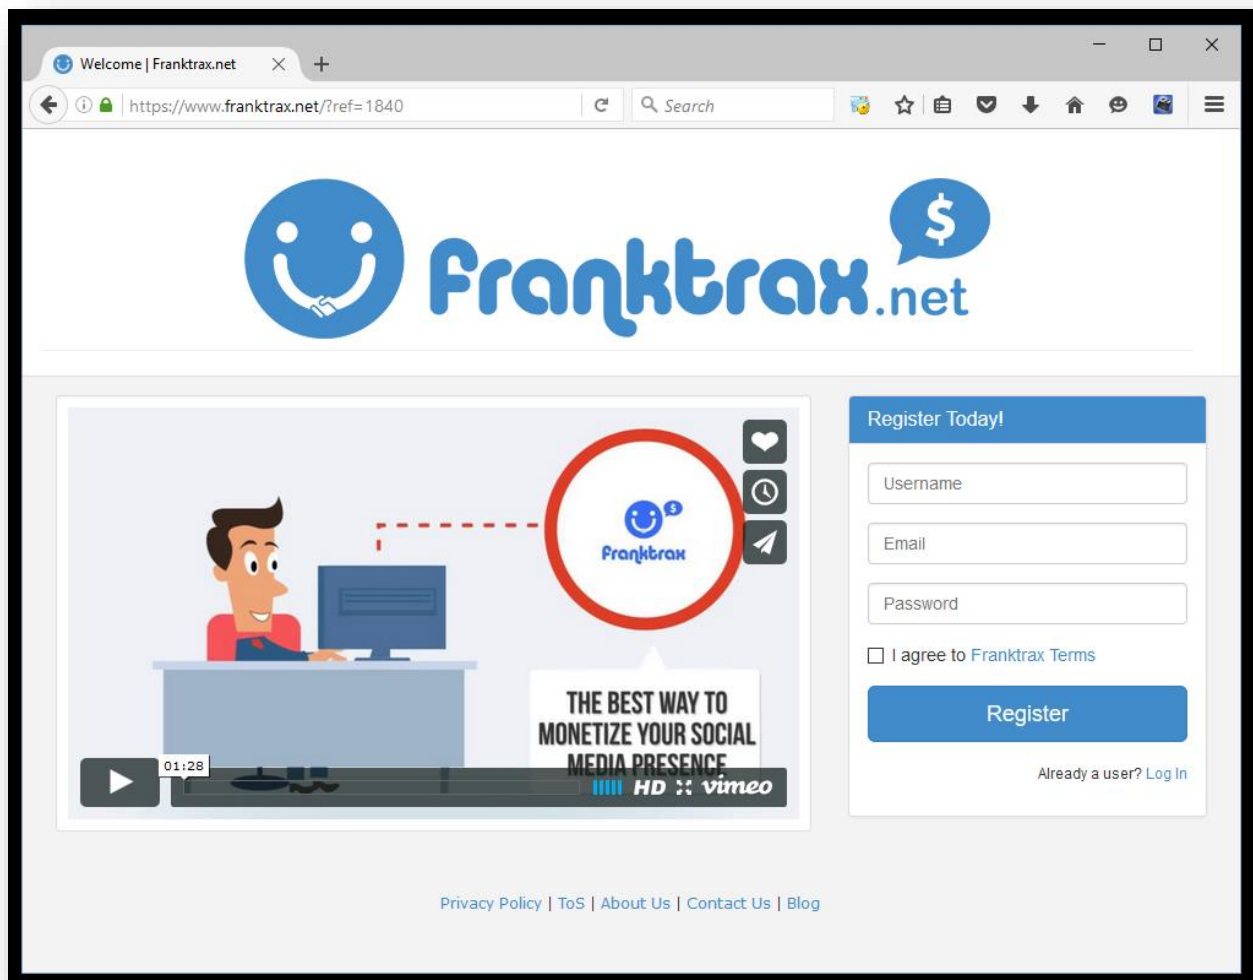 Welcome | Franktrax.net
https://www.franktrax.net/?ref=1840
Search
franktrax.net
$
Register Today!
Username
Email
Password
I agree to Franktrax Terms
Register
Already a user? Log In
$
Franktrax
THE BEST WAY TO
MONETIZE YOUR SOCIAL
MEDIA PRESENCE
01:28
HD vimeo
Privacy Policy | ToS | About Us | Contact Us | Blog